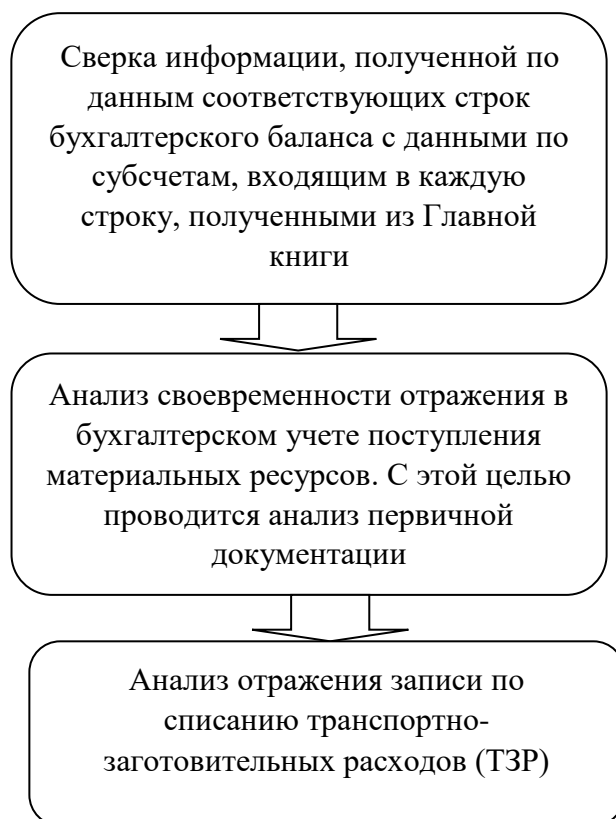 Сверка информации, полученной по
данным соответствующих строк
бухгалтерского баланса с данными по
субсчетам, входящим в каждую
строку, полученными из Главной
книги
Анализ своевременности отражения в
бухгалтерском учете поступления
материальных ресурсов. С этой целью
проводится анализ первичной
документации
Анализ отражения записи по
списанию транспортно-
заготовительных расходов (ТЗР)